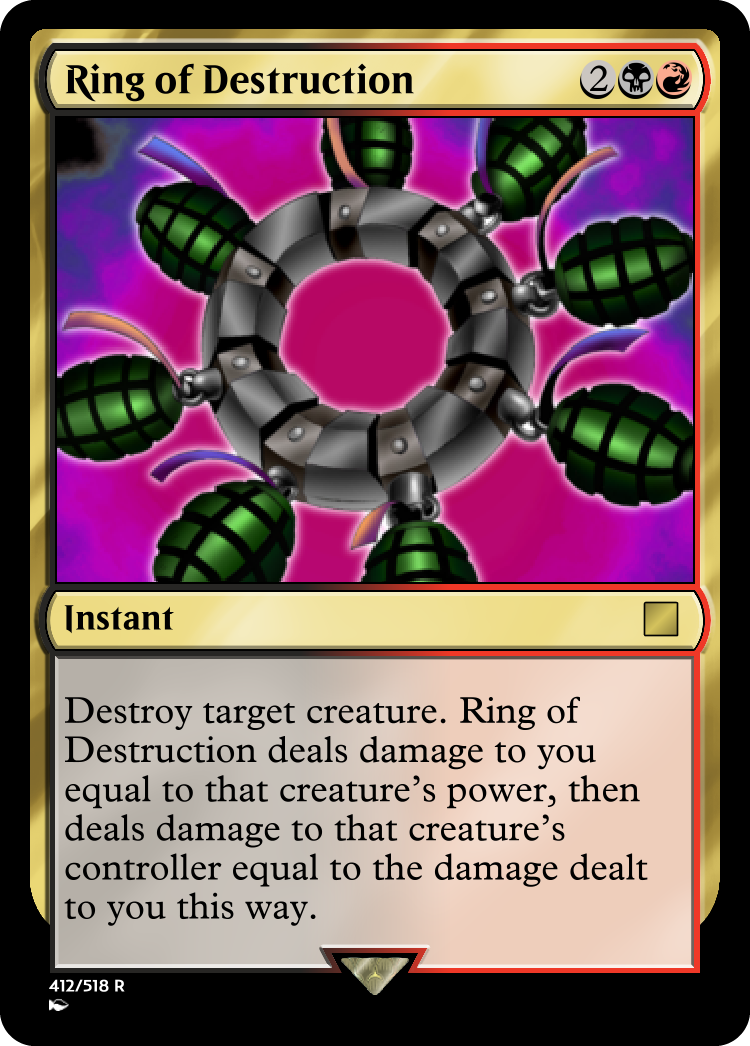 Ring of Destruction 2
Instant
Destroy target creature. Ring of
Destruction deals damage to you
equal to that creature’s power, then
deals damage to that creature’s
controller equal to the damage dealt
to you this way.
412/518 R